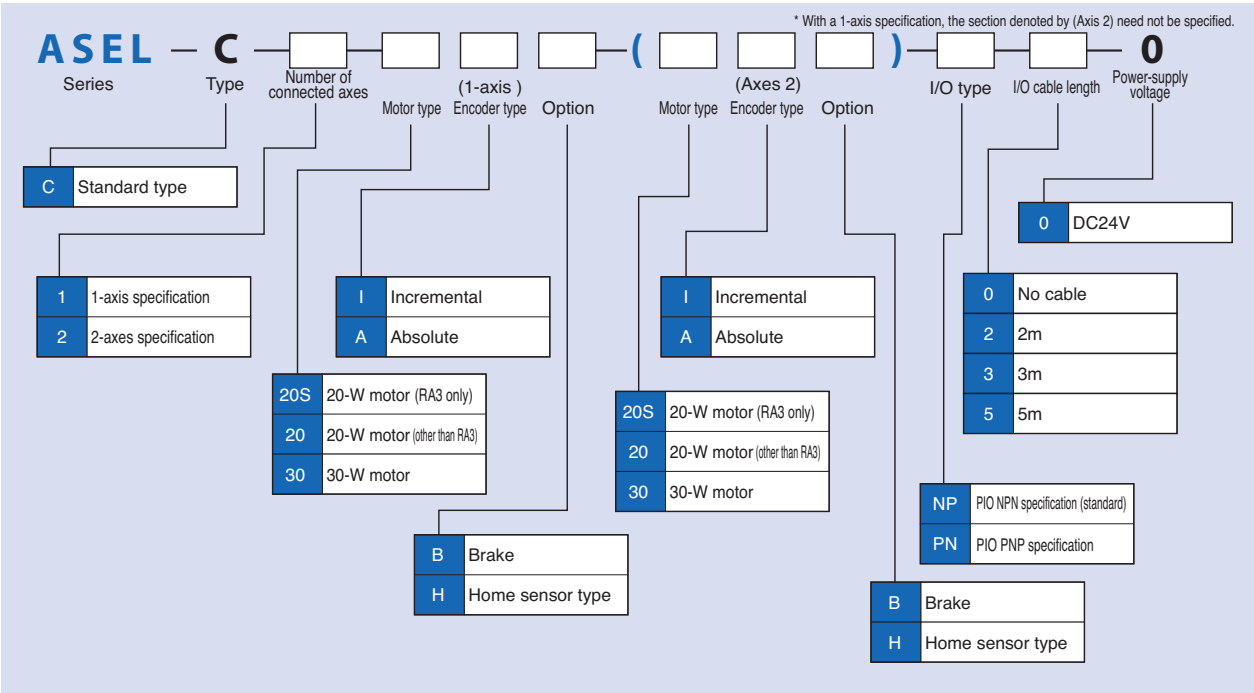 * With a 1-axis specification, the section denoted by (Axis 2) need not be specified.
ASEL — C — — — ( ) — — — 0
Series
Type
Number of
connected axes
(1-axis )
Motor type Encoder type Option
(Axes 2)
Motor type Encoder type Option
I/O type
I/O cable length
Power-supply
voltage
C Standard type
1 1-axis specification
2 2-axes specification
20S 20-W motor (RA3 only)
20 20-W motor (other than RA3)
30 30-W motor
I Incremental
A Absolute
B Brake
H Home sensor type
20S 20-W motor (RA3 only)
20 20-W motor (other than RA3)
30 30-W motor
I Incremental
A Absolute
B Brake
H Home sensor type
NP PIO NPN specification (standard)
PN PIO PNP specification
0 No cable
2 2m
3 3m
5 5m
0 DC24V